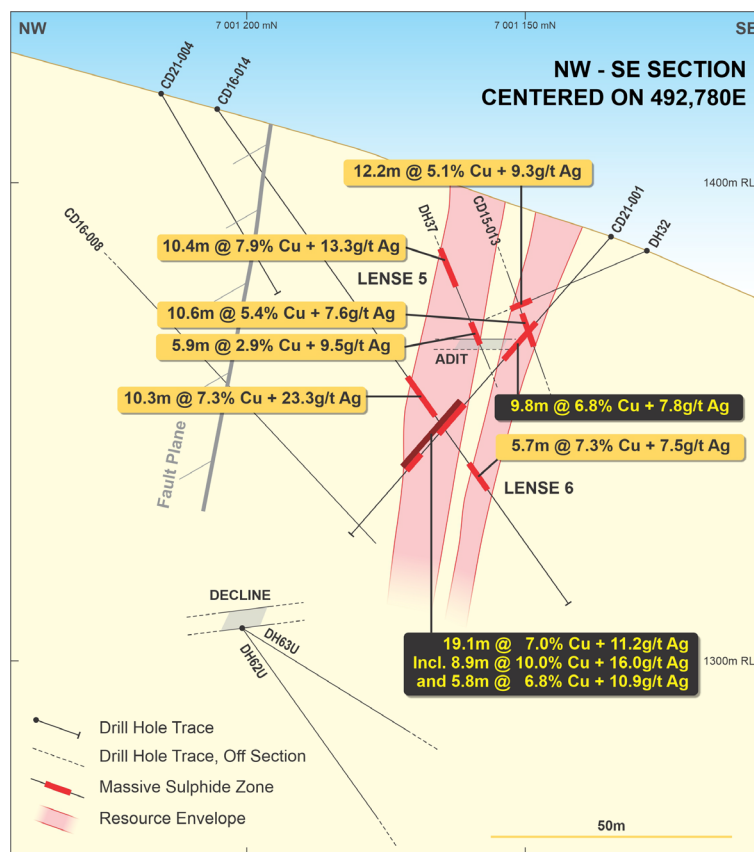 NW
7 001 200 mN
7 001 150 mN
SE
NW - SE SECTION
CENTERED ON 492,780E
CD21-004
CD16-014
12.2m @ 5.1% Cu + 9.3g/t Ag
1400m RL
CD16-008
DH37
CD15-013
CD21-001
DH32
10.4m @ 7.9% Cu + 13.3g/t Ag
LENSE 5
10.6m @ 5.4% Cu + 7.6g/t Ag
5.9m @ 2.9% Cu + 9.5g/t Ag
ADIT
10.3m @ 7.3% Cu + 23.3g/t Ag
9.8m @ 6.8% Cu + 7.8g/t Ag
5.7m @ 7.3% Cu + 7.5g/t Ag
Fault Plane
LENSE 6
DECLINE
DH63U
DH62U
19.1m @ 7.0% Cu + 11.2g/t Ag
Incl. 8.9m @ 10.0% Cu + 16.0g/t Ag
and 5.8m @ 6.8% Cu + 10.9g/t Ag
1300m RL
Drill Hole Trace
Drill Hole Trace, Off Section
Massive Sulphide Zone
Resource Envelope
50m